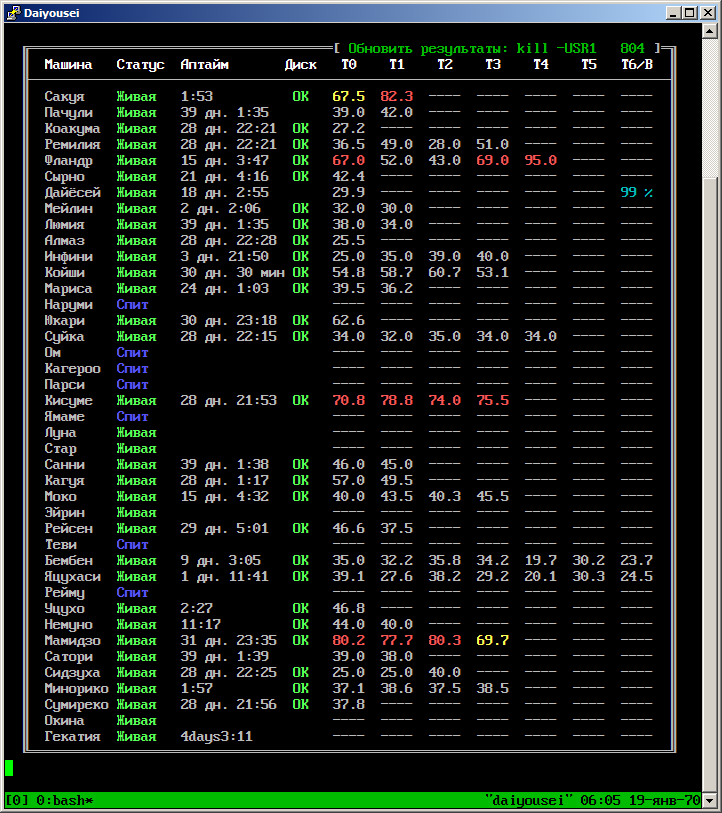 Daiyousei
[ Обновить результаты: kill -USR1 804 ]
Машина Статус Аптайм Диск T0 T1 T2 T3 T4 T5 T6/B
Сакуя Живая 1:53 OK 67.5 82.3 ---- ---- ---- ---- ----
Пачули Живая 39 дн. 1:35 39.0 42.0 ---- ---- ---- ---- ----
Коакума Живая 28 дн. 22:21 OK 27.2 ---- ---- ---- ---- ---- ----
Ремилия Живая 28 дн. 22:21 OK 36.5 49.0 28.0 51.0 ---- ---- ----
Фландр Живая 15 дн. 3:47 OK 67.0 52.0 43.0 69.0 95.0 ---- ----
Сырно Живая 21 дн. 4:16 OK 42.4 ---- ---- ---- ---- ---- ----
Дайёсей Живая 18 дн. 2:55 29.9 ---- ---- ---- ---- ---- 99 %
Мейлин Живая 2 дн. 2:06 OK 32.0 30.0 ---- ---- ---- ---- ----
Люмия Живая 39 дн. 1:35 OK 38.0 34.0 ---- ---- ---- ---- ----
Алмаз Живая 28 дн. 22:28 OK 25.5 ---- ---- ---- ---- ---- ----
Инфини Живая 3 дн. 21:50 OK 25.0 35.0 39.0 40.0 ---- ---- ----
Койши Живая 30 дн. 30 мин OK 54.8 58.7 60.7 53.1 ---- ---- ----
Мариса Живая 24 дн. 1:03 OK 39.5 36.2 ---- ---- ---- ---- ----
Наруми Спит ---- ---- ---- ---- ---- ---- ----
Юкари Живая 30 дн. 23:18 OK 62.6 ---- ---- ---- ---- ---- ----
Суйка Живая 28 дн. 22:15 OK 34.0 32.0 35.0 34.0 34.0 ---- ----
Ом Спит ---- ---- ---- ---- ---- ---- ----
Кагероо Спит ---- ---- ---- ---- ---- ---- ----
Парси Спит ---- ---- ---- ---- ---- ---- ----
Кисуме Живая 28 дн. 21:53 OK 70.8 78.8 74.0 75.5 ---- ---- ----
Ямаме Спит ---- ---- ---- ---- ---- ---- ----
Луна Живая ---- ---- ---- ---- ---- ---- ----
Стар Живая ---- ---- ---- ---- ---- ---- ----
Санни Живая 39 дн. 1:38 OK 46.0 45.0 ---- ---- ---- ---- ----
Кагуя Живая 28 дн. 1:17 OK 57.0 49.5 ---- ---- ---- ---- ----
Моко Живая 15 дн. 4:32 OK 40.0 43.5 40.3 45.5 ---- ---- ----
Эйрин Живая ---- ---- ---- ---- ---- ---- ----
Рейсен Живая 29 дн. 5:01 OK 46.6 37.5 ---- ---- ---- ---- ----
Теви Спит ---- ---- ---- ---- ---- ---- ----
Бембен Живая 9 дн. 3:05 OK 35.0 32.2 35.8 34.2 19.7 30.2 23.7
Яцухаси Живая 1 дн. 11:41 OK 39.1 27.6 38.2 29.2 20.1 30.3 24.5
Рейму Спит ---- ---- ---- ---- ---- ---- ----
Уцухо Живая 2:27 OK 46.8 ---- ---- ---- ---- ---- ----
Немуно Живая 11:17 OK 44.0 40.0 ---- ---- ---- ---- ----
Мамидзо Живая 31 дн. 23:35 OK 80.2 77.7 80.3 69.7 ---- ---- ----
Сатори Живая 39 дн. 1:39 39.0 38.0 ---- ---- ---- ---- ----
Сидзуха Живая 28 дн. 22:25 OK 25.0 25.0 40.0 ---- ---- ---- ----
Минорико Живая 1:57 OK 37.1 38.6 37.5 38.5 ---- ---- ----
Сумиреко Живая 28 дн. 21:56 OK 37.8 ---- ---- ---- ---- ---- ----
Окина Живая ---- ---- ---- ---- ---- ---- ----
Гекатия Живая 4days3:11 ---- ---- ---- ---- ---- ---- ----
[0] 0:bash* "daiyousei" 06:05 19-янв-70